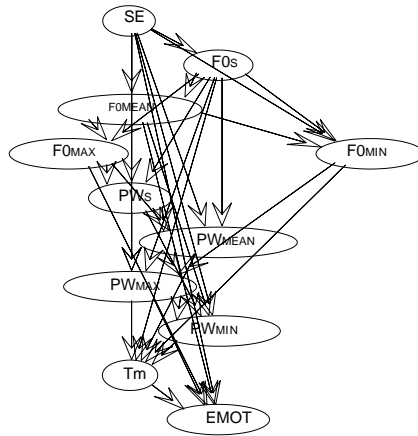 SE
F0S
F0MEAN
F0MAX
F0MIN
PWS
PWMEAN
PWMAX
PWMIN
Tm
EMOT